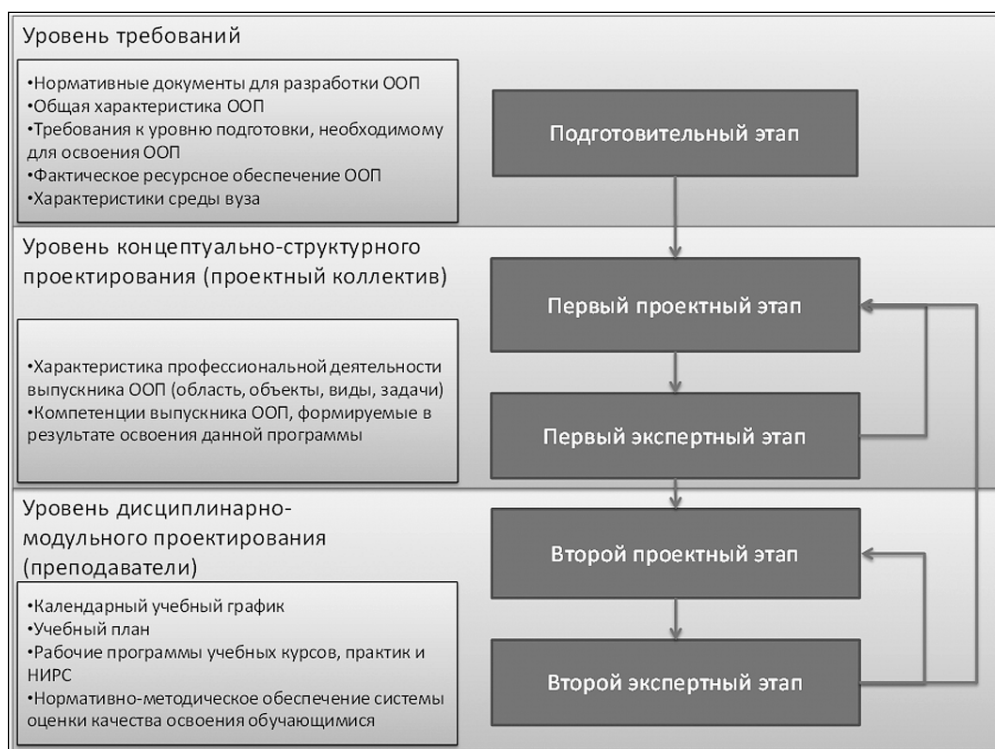 Уровень требований
•Нормативные документы для разработки ООП
•Общая характеристика ООП
•Требования к уровню подготовки, необходимому
для освоения ООП
•Фактическое ресурсное обеспечение ООП
•Характеристики среды вуза
Подготовительный этап
Уровень концептуально-структурного
проектирования (проектный коллектив)
•Характеристика профессиональной деятельности
выпускника ООП (область, объекты, виды, задачи)
•Компетенции выпускника ООП, формируемые в
результате освоения данной программы
Первый проектный этап
Первый экспертный этап
Уровень дисциплинарно-
модульного проектирования
(преподаватели)
•Календарный учебный график
•Учебный план
•Рабочие программы учебных курсов, практик и
НИРС
•Нормативно-методическое обеспечение системы
оценки качества освоения обучающимися
Второй проектный этап
Второй экспертный этап